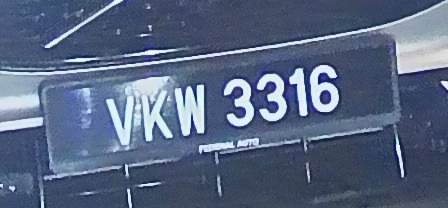 VKW 3316
FEDERAL AUTO